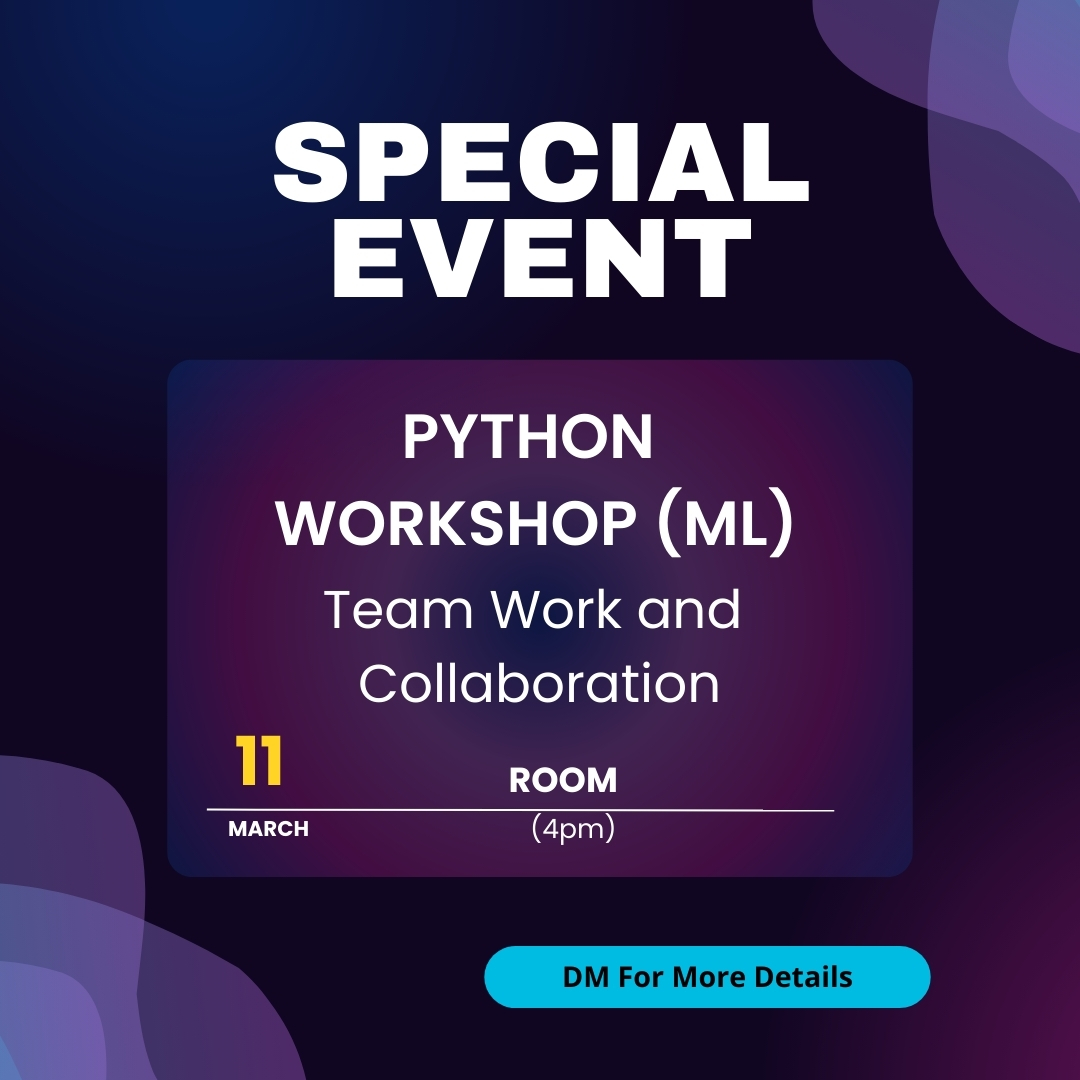 SPECIAL
EVENT
PYTHON
WORKSHOP (ML)
Team Work and
Collaboration
11
MARCH
ROOM
(4pm)
DM For More Details